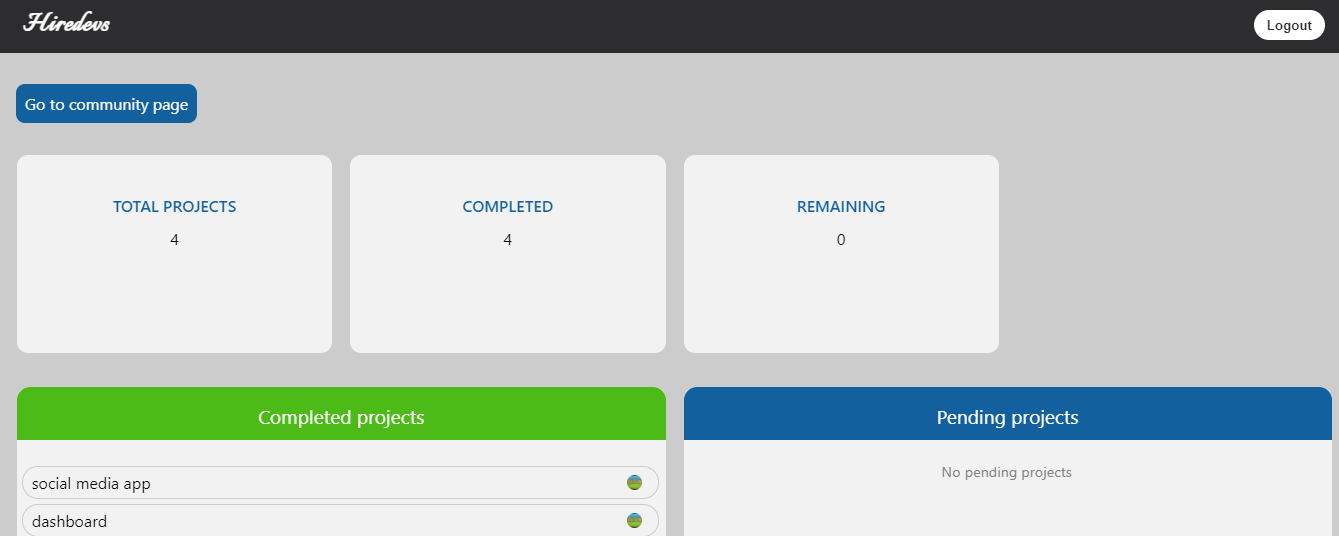 Hiredevs
Logout
Go to community page
TOTAL PROJECTS
4
COMPLETED
4
REMAINING
0
Completed projects
social media app
dashboard
Pending projects
No pending projects